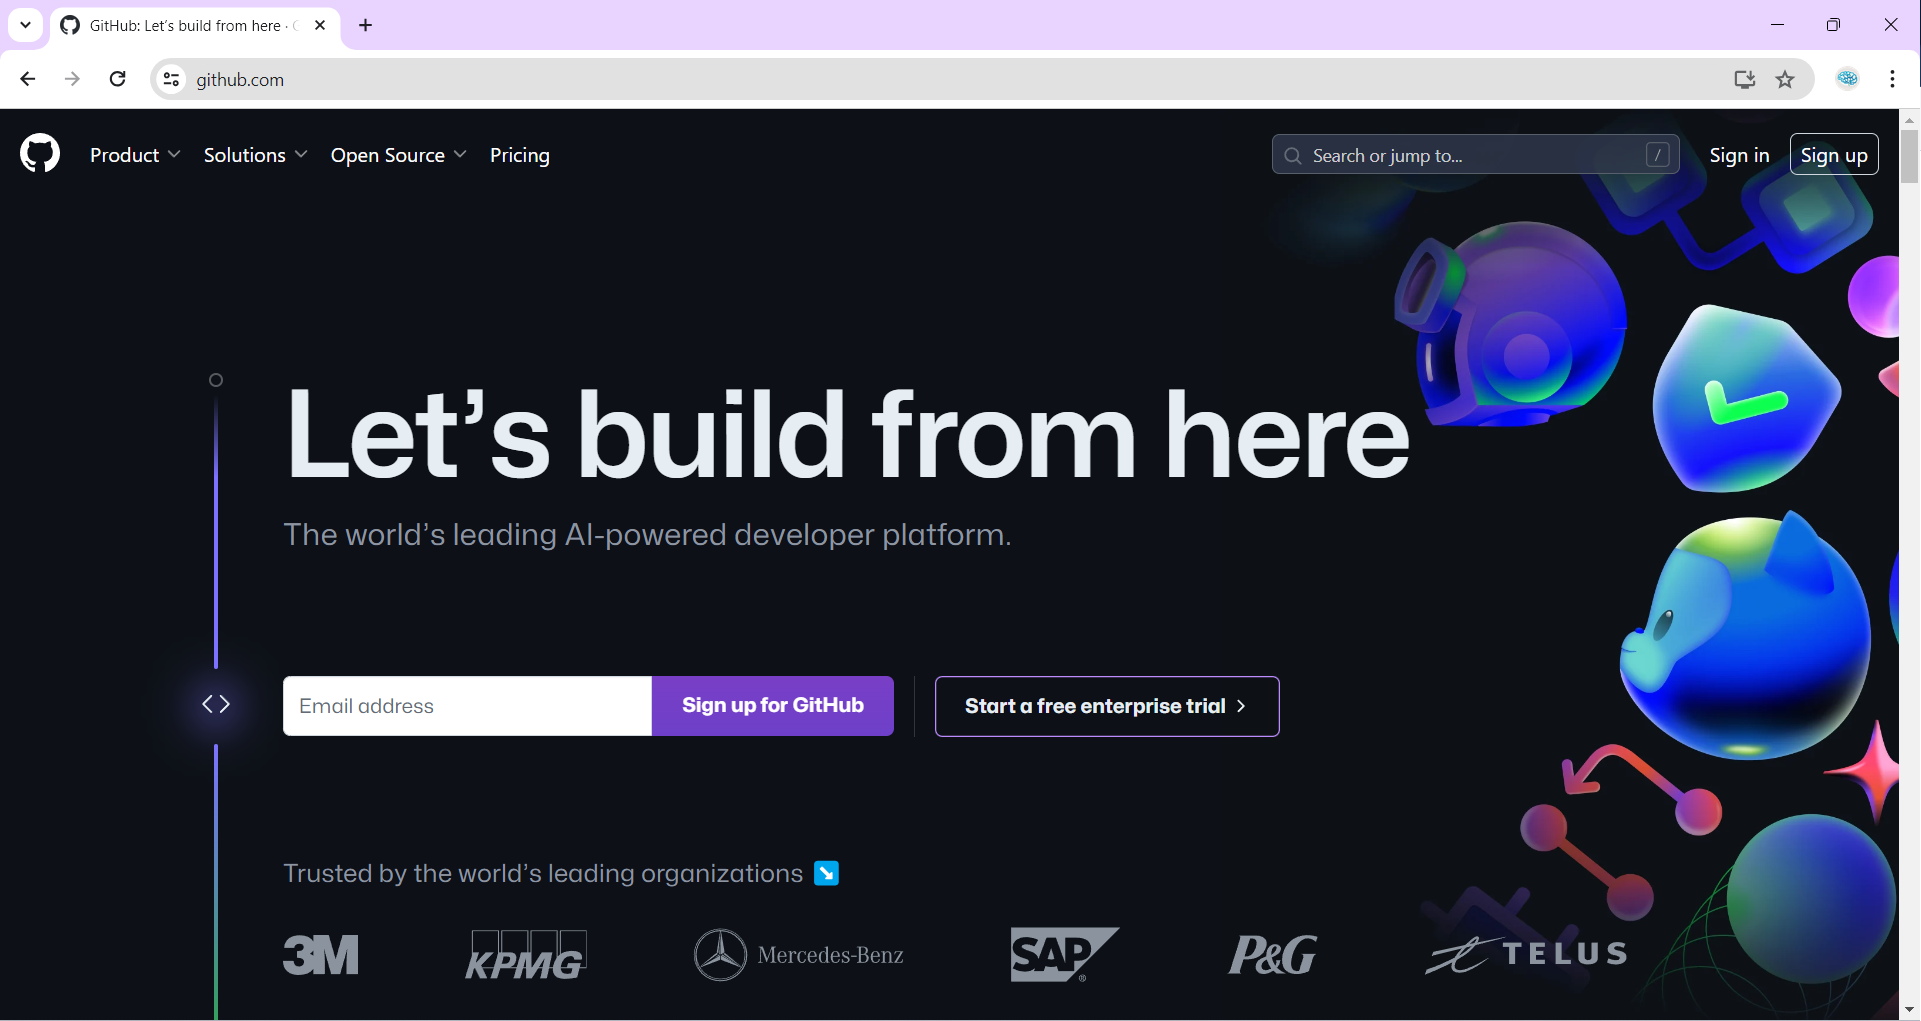 GitHub: Let's build from here ·
github.com
Product
Solutions
Open Source
Pricing
Search or jump to...
/
Sign in
Sign up
Let’s build from here
The world’s leading AI-powered developer platform.
Email address
Sign up for GitHub
Start a free enterprise trial
Trusted by the world’s leading organizations
3M
KPMG
Mercedes-Benz
SAP®
P&G
TELUS